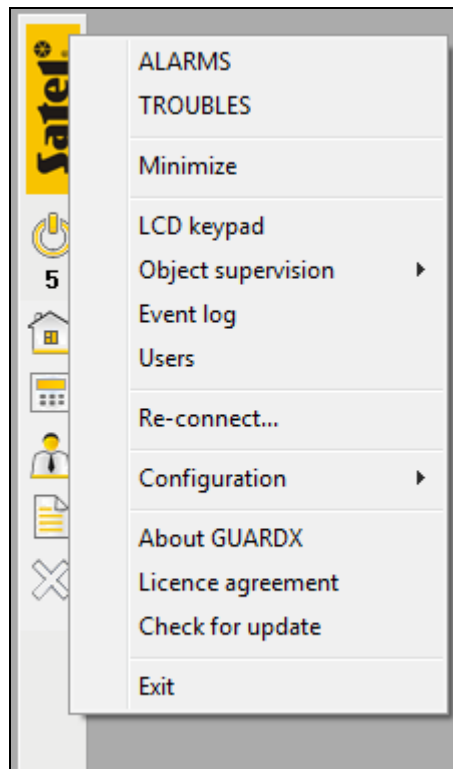 Satel
5
ALARMS
TROUBLES
Minimize
LCD keypad
Object supervision
Event log
Users
Re-connect...
Configuration
About GUARDX
Licence agreement
Check for update
Exit